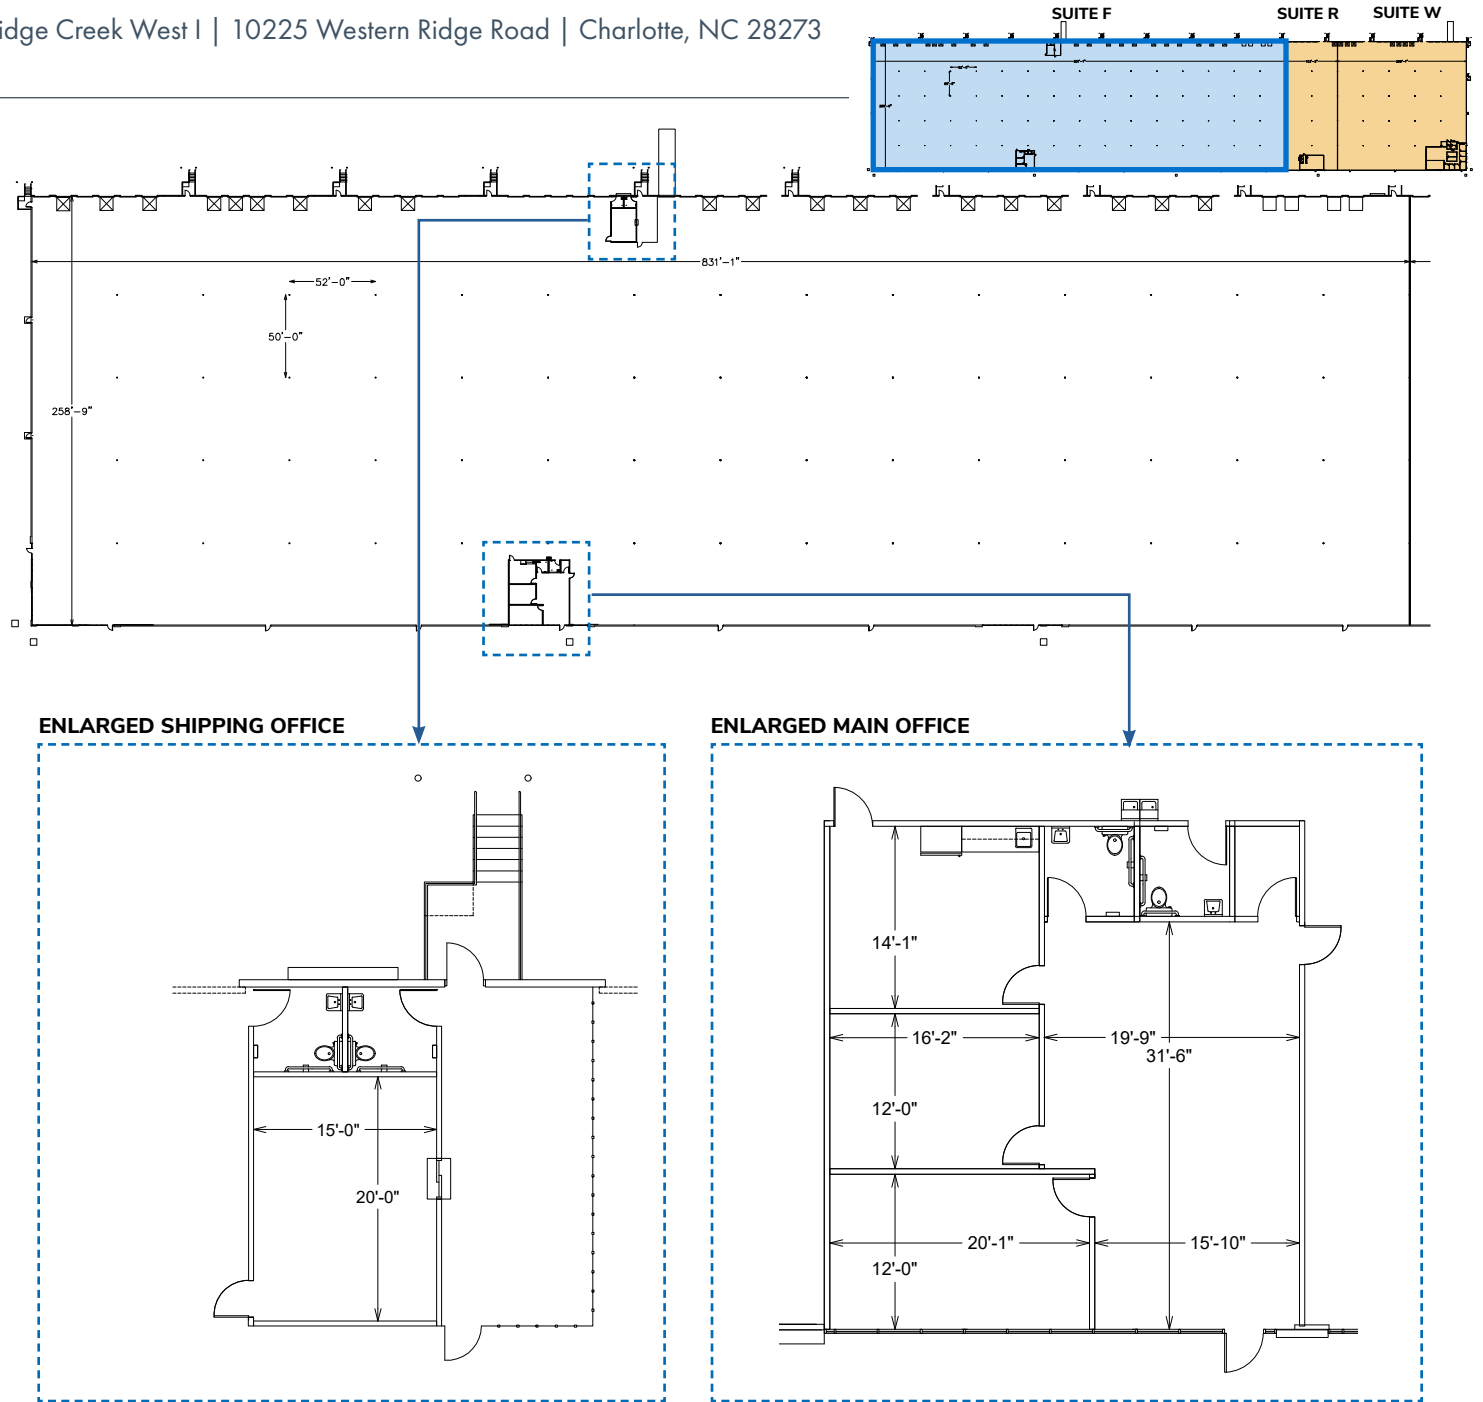 idge Creek West I | 10225 Western Ridge Road | Charlotte, NC 28273
SUITE F
SUITE R
SUITE W
831'-1"
52'-0"
50'-0"
258'-9"
ENLARGED SHIPPING OFFICE
ENLARGED MAIN OFFICE
14'-1"
16'-2"
19'-9"
31'-6"
12'-0"
15'-0"
20'-0"
20'-1"
15'-10"
12'-0"